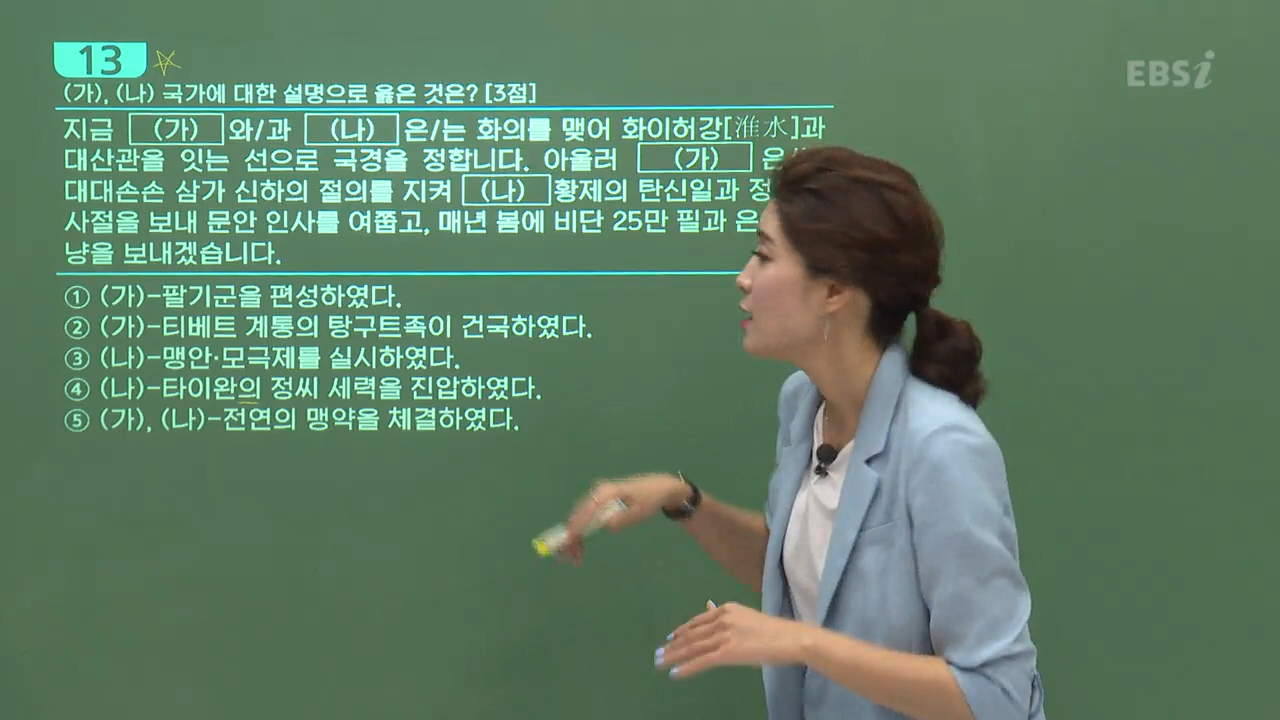 13
EBSi
(가), (나) 국가에 대한 설명으로 옳은 것은? [3점]
지금 (가) 와/과 (나) 은/는 화의를 맺어 화이허강[淮水]과
대산관을 잇는 선으로 국경을 정합니다. 아울러 (가) 은
대대손손 삼가 신하의 절의를 지켜 (나) 황제의 탄신일과 정
사절을 보내 문안 인사를 여쭙고, 매년 봄에 비단 25만 필과 은
냥을 보내겠습니다.
① (가)-팔기군을 편성하였다.
② (가)-티베트 계통의 탕구트족이 건국하였다.
③ (나)-맹안·모극제를 실시하였다.
④ (나)-타이완의 정씨 세력을 진압하였다.
⑤ (가), (나)-전연의 맹약을 체결하였다.